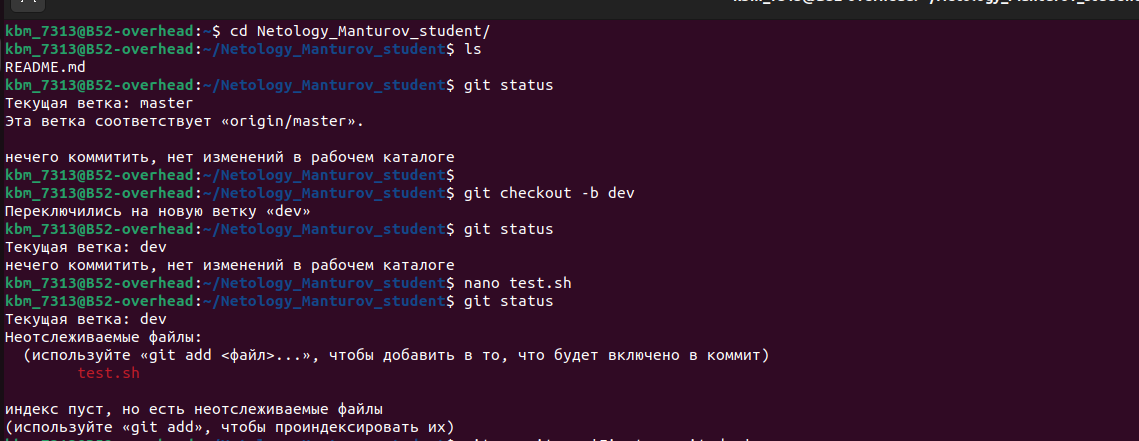 kbm_7313@B52-overhead:~$ cd Netology_Manturov_student/
kbm_7313@B52-overhead:~/Netology_Manturov_student$ ls
README.md
kbm_7313@B52-overhead:~/Netology_Manturov_student$ git status
Текущая ветка: master
Эта ветка соответствует «origin/master».
нечего коммитить, нет изменений в рабочем каталоге
kbm_7313@B52-overhead:~/Netology_Manturov_student$
kbm_7313@B52-overhead:~/Netology_Manturov_student$ git checkout -b dev
Переключились на новую ветку «dev»
kbm_7313@B52-overhead:~/Netology_Manturov_student$ git status
Текущая ветка: dev
нечего коммитить, нет изменений в рабочем каталоге
kbm_7313@B52-overhead:~/Netology_Manturov_student$ nano test.sh
kbm_7313@B52-overhead:~/Netology_Manturov_student$ git status
Текущая ветка: dev
Неотслеживаемые файлы:
(используйте «git add <файл>...», чтобы добавить в то, что будет включено в коммит)
test.sh
индекс пуст, но есть неотслеживаемые файлы
(используйте «git add», чтобы проиндексировать их)